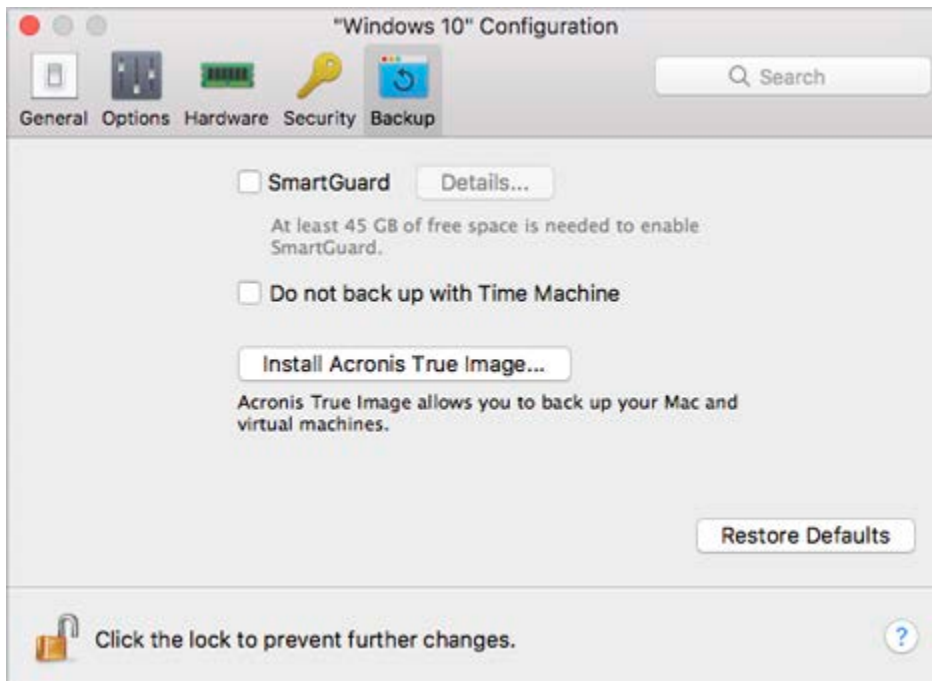 "Windows 10" Configuration
General
Options
Hardware
Security
Backup
Search
SmartGuard
Details...
At least 45 GB of free space is needed to enable
SmartGuard.
Do not back up with Time Machine
Install Acronis True Image...
Acronis True Image allows you to back up your Mac and
virtual machines.
Restore Defaults
Click the lock to prevent further changes.
?